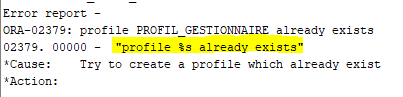 Error report -
ORA-02379: profile PROFIL_GESTIONNAIRE already exists
02379. 00000 -  "profile %s already exists"
*Cause:    Try to create a profile which already exist
*Action: